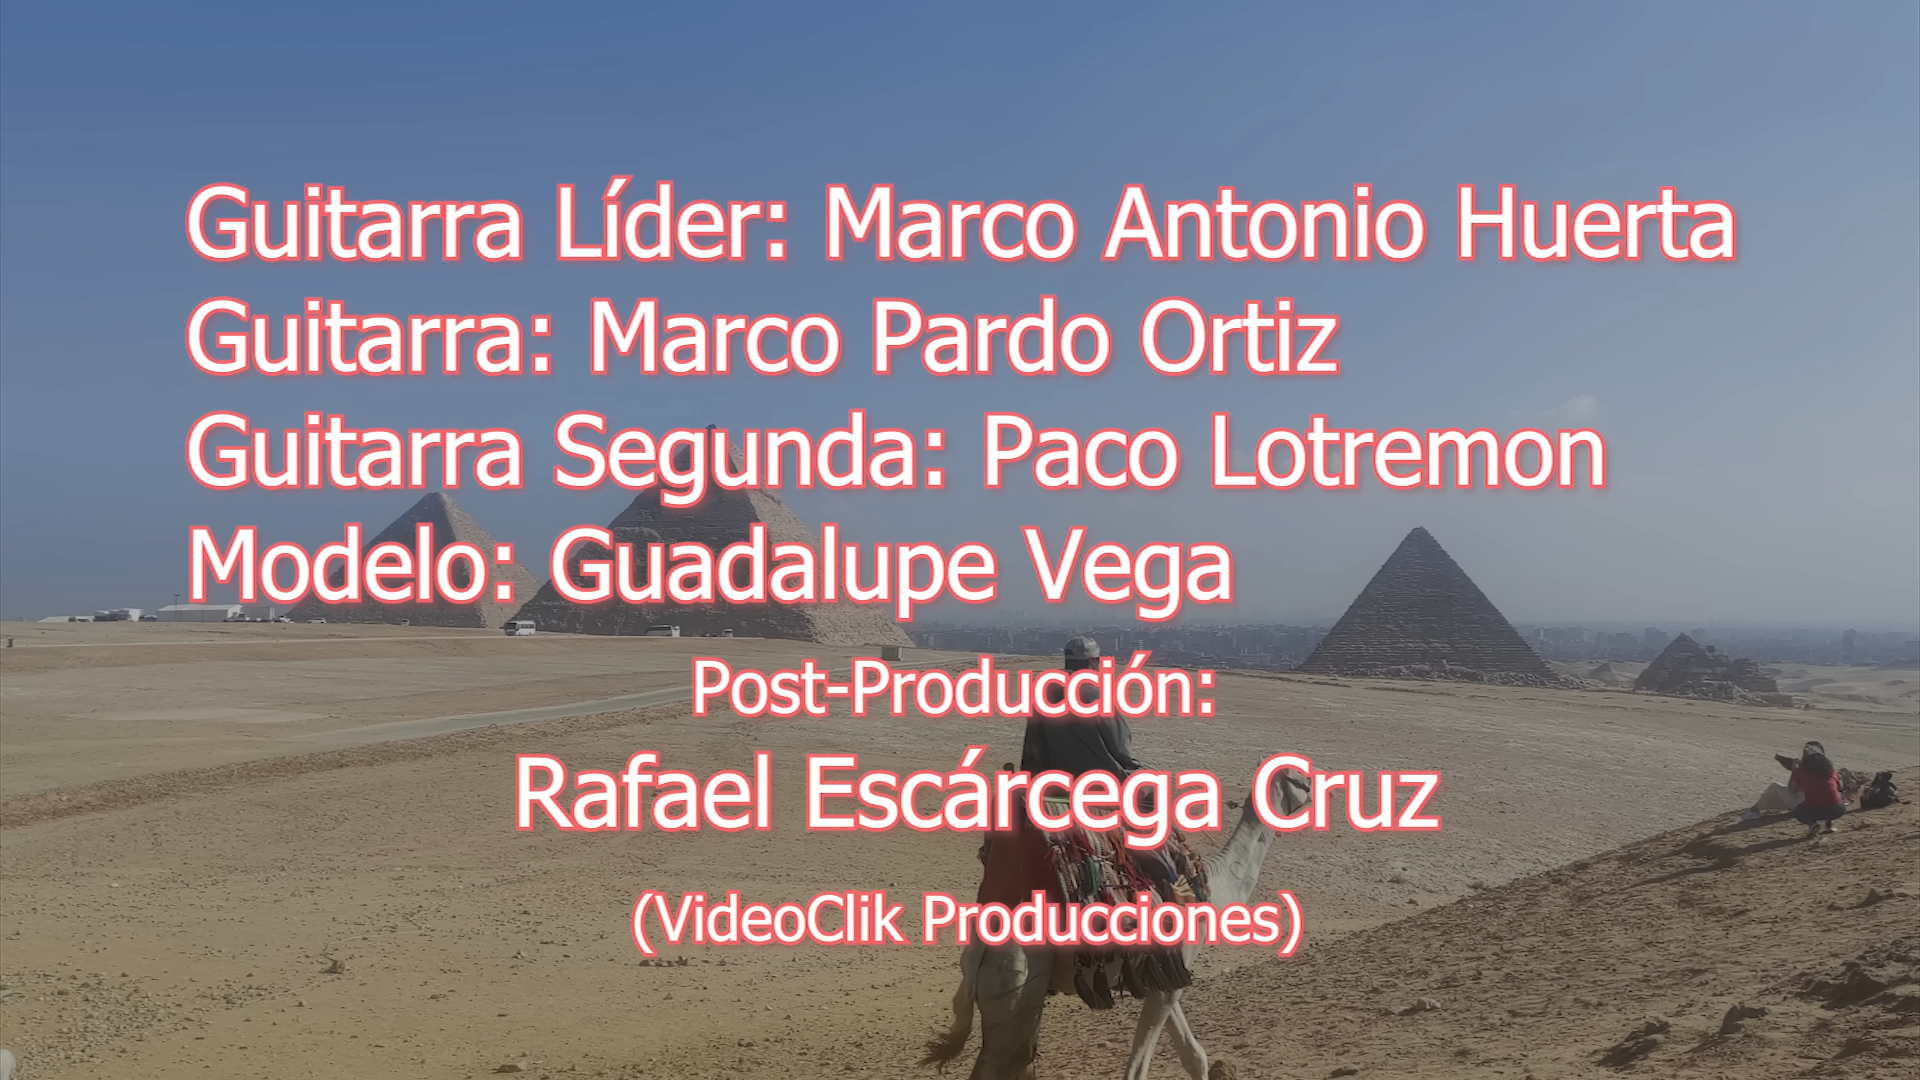 Guitarra Líder: Marco Antonio Huerta
Guitarra: Marco Pardo Ortiz
Guitarra Segunda: Paco Lotremon
Modelo: Guadalupe Vega
Post-Producción:
Rafael Escárcega Cruz
(VideoClik Producciones)